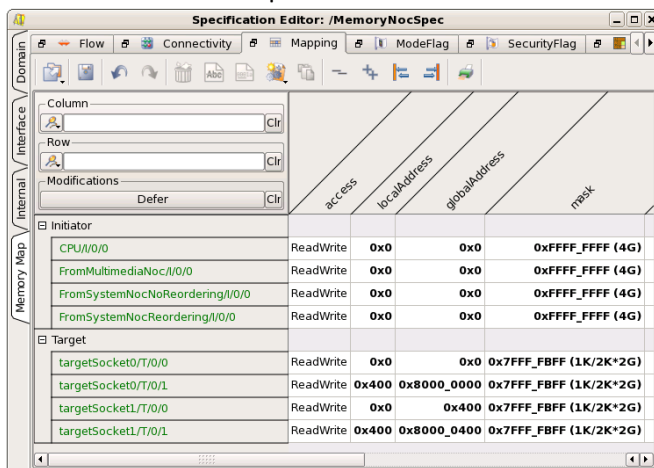 Specification Editor: /MemoryNocSpec
Flow Connectivity Mapping ModeFlag SecurityFlag
Domain
Interface
Internal
Memory Map
Abc
Column
Clr
Row
Clr
Modifications
Defer Clr
access localAddress globalAddress mask
Initiator
CPU/I/0/0 ReadWrite 0x0 0x0 0xFFFF_FFFF (4G)
FromMultimediaNoc/I/0/0 ReadWrite 0x0 0x0 0xFFFF_FFFF (4G)
FromSystemNocNoReordering/I/0/0 ReadWrite 0x0 0x0 0xFFFF_FFFF (4G)
FromSystemNocReordering/I/0/0 ReadWrite 0x0 0x0 0xFFFF_FFFF (4G)
Target
targetSocket0/T/0/0 ReadWrite 0x0 0x0 0x7FFF_FBFF (1K/2K*2G)
targetSocket0/T/0/1 ReadWrite 0x400 0x8000_0000 0x7FFF_FBFF (1K/2K*2G)
targetSocket1/T/0/0 ReadWrite 0x0 0x400 0x7FFF_FBFF (1K/2K*2G)
targetSocket1/T/0/1 ReadWrite 0x400 0x8000_0400 0x7FFF_FBFF (1K/2K*2G)